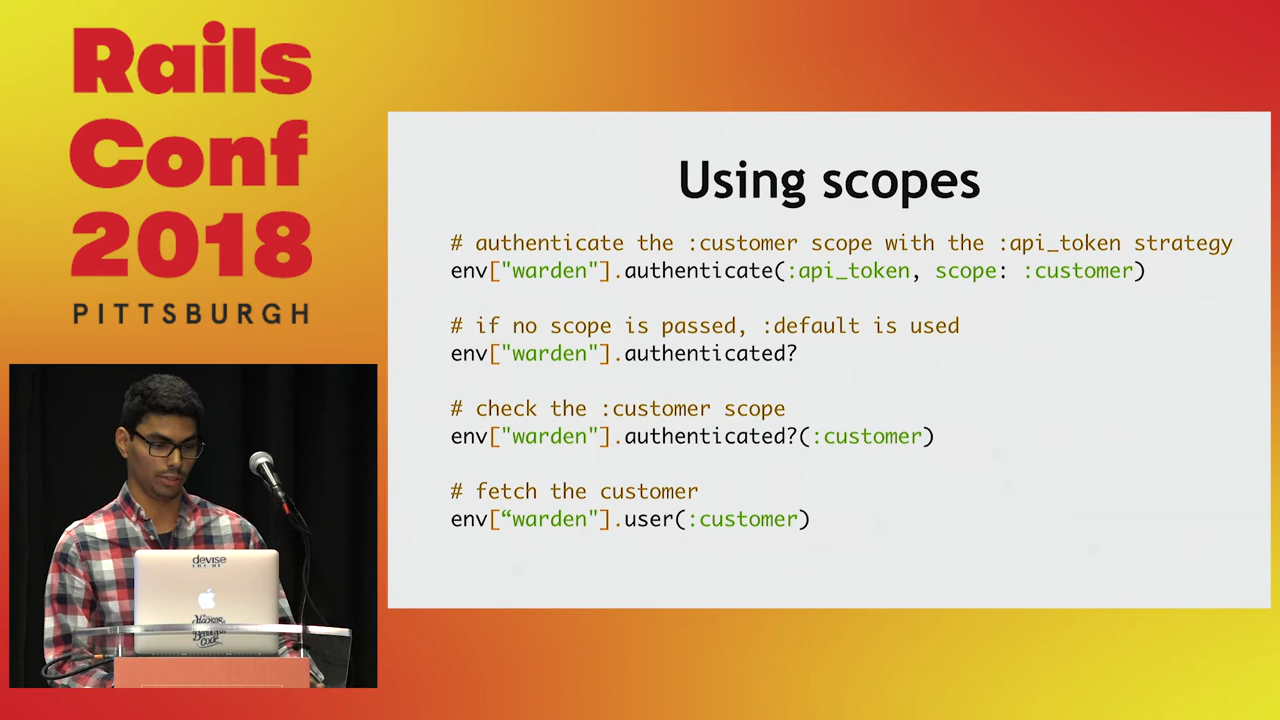 Rails
Conf
2018
PITTSBURGH
Using scopes
# authenticate the :customer scope with the :api_token strategy
env["warden"].authenticate(:api_token, scope: :customer)
# if no scope is passed, :default is used
env["warden"].authenticated?
# check the :customer scope
env["warden"].authenticated?(:customer)
# fetch the customer
env[“warden"].user(:customer)
devise
code